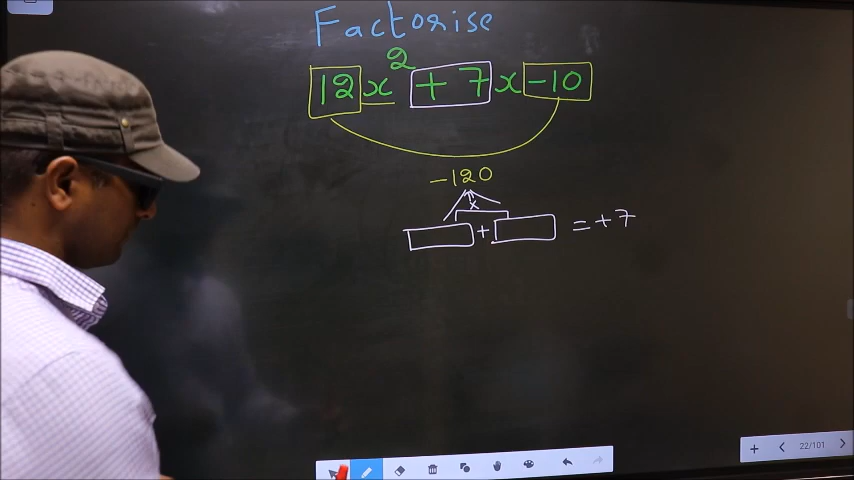 Factorise
12x² + 7x - 10
- 120
x
+ = + 7
22/101